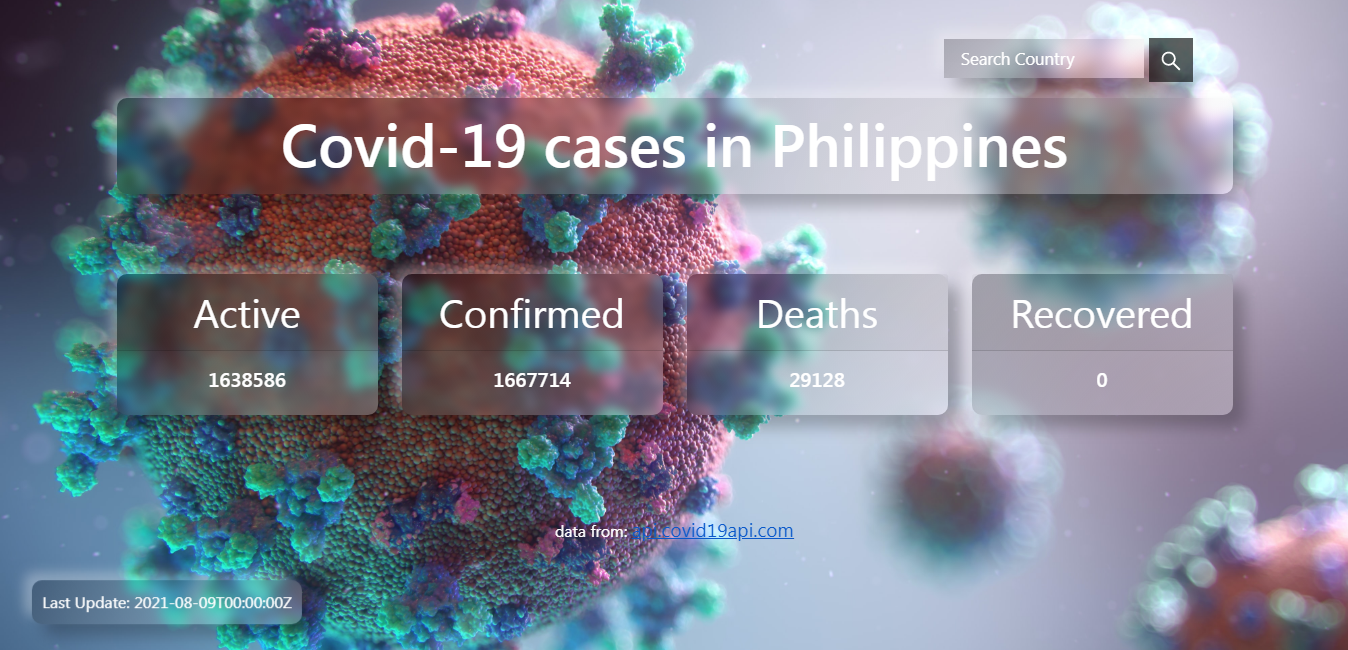 Search Country
Covid-19 cases in Philippines
Active
1638586
Confirmed
1667714
Deaths
29128
Recovered
0
data from: api.covid19api.com
Last Update: 2021-08-09T00:00:00Z